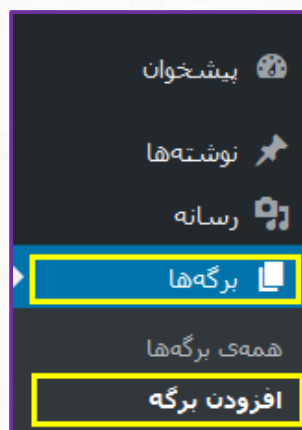 پیشخوان
نوشته‌ها
رسانه
برگه‌ها
همه‌ی برگه‌ها
افزودن برگه